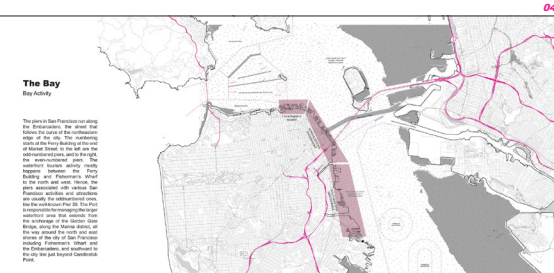 04
The Bay
Bay Activity
The piers in San Francisco run along
the Embarcadero, the street that
follows the curve of the northeastern
edge of the city. The numbering
starts at the Ferry Building at the end
of Market Street; to the left are the
odd-numbered piers, and to the right,
the even-numbered piers. The
waterfront tourism activity mostly
happens between the Ferry
Building and Fisherman's Wharf
to the north and west. Hence, the
piers associated with various San
Francisco activities and attractions
are usually the odd-numbered ones,
like the well-known Pier 39. The Port
is responsible for managing the larger
waterfront area that extends from
the anchorage of the Golden Gate
Bridge, along the Marina district, all
the way around the north and east
shores of the city of San Francisco
including Fisherman's Wharf and
the Embarcadero, and southward to
the city line just beyond Candlestick
Point.